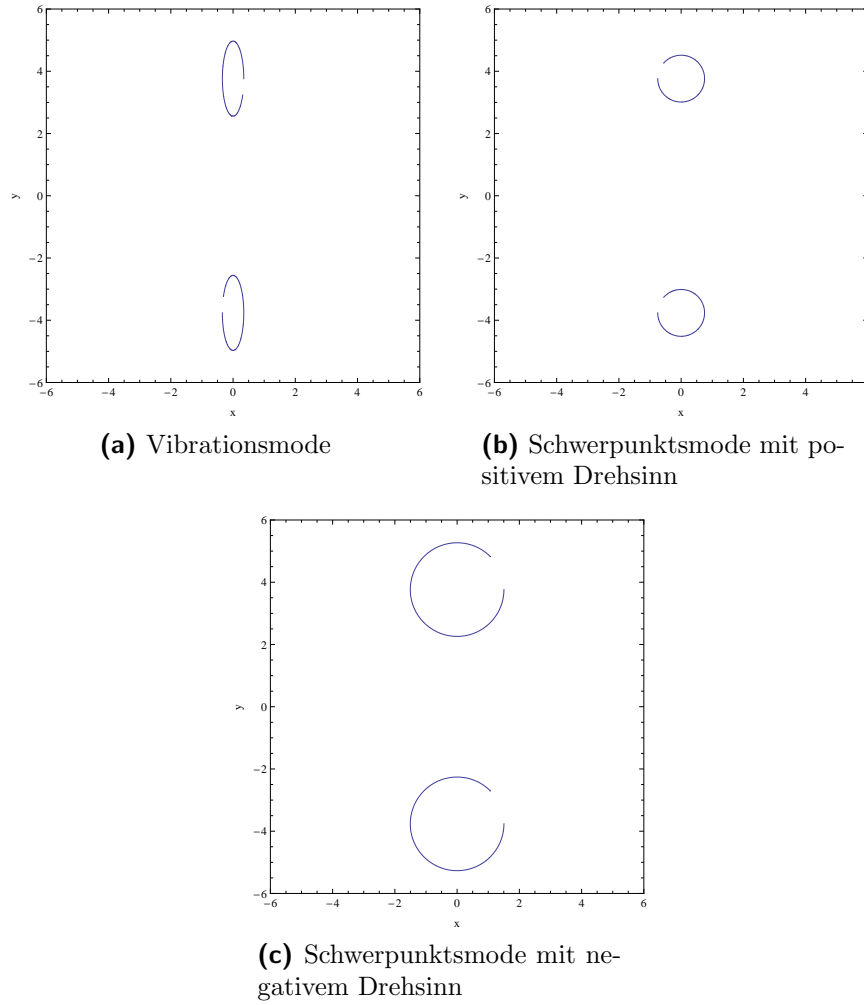 6
4
2
0
−2
−4
−6
−6 −4 −2 0 2 4 6
x
y
6
4
2
0
−2
−4
−6
−6 −4 −2 0 2 4
x
y
(a) Vibrationsmode
(b) Schwerpunktsmode mit po-
sitivem Drehsinn
6
4
2
0
−2
−4
−6
−6 −4 −2 0 2 4 6
x
y
(c) Schwerpunktsmode mit ne-
gativem Drehsinn